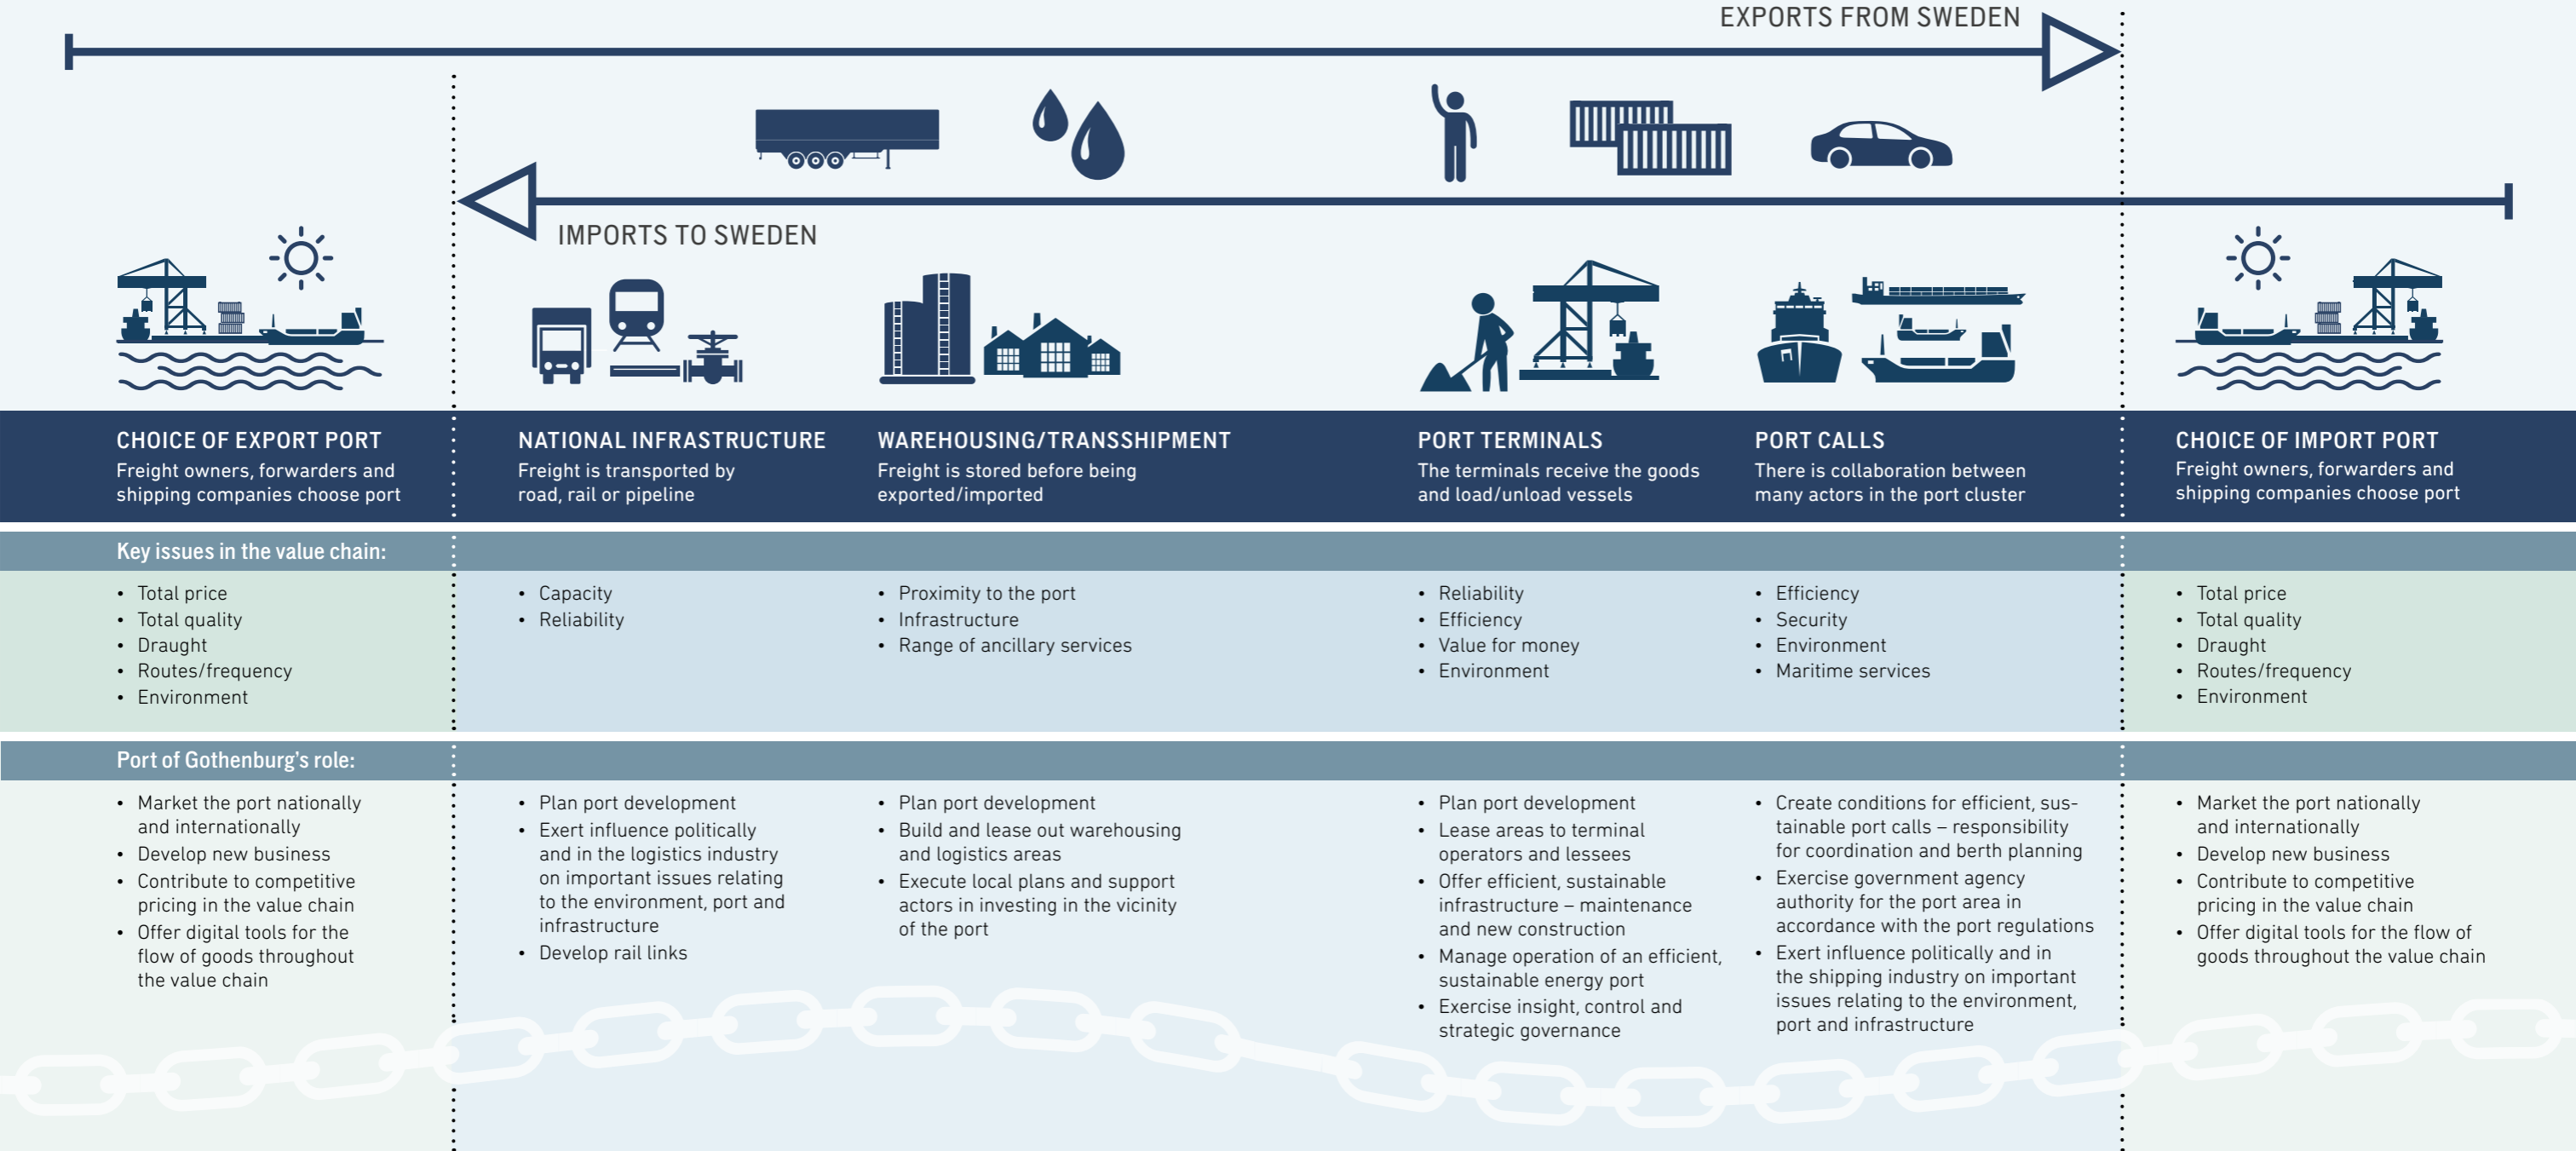 EXPORTS FROM SWEDEN
IMPORTS TO SWEDEN
CHOICE OF EXPORT PORT
Freight owners, forwarders and
shipping companies choose port
NATIONAL INFRASTRUCTURE
Freight is transported by
road, rail or pipeline
WAREHOUSING/TRANSSHIPMENT
Freight is stored before being
exported/imported
PORT TERMINALS
The terminals receive the goods
and load/unload vessels
PORT CALLS
There is collaboration between
many actors in the port cluster
CHOICE OF IMPORT PORT
Freight owners, forwarders and
shipping companies choose port
Key issues in the value chain:
• Total price
• Total quality
• Draught
• Routes/frequency
• Environment
• Capacity
• Reliability
• Proximity to the port
• Infrastructure
• Range of ancillary services
• Reliability
• Efficiency
• Value for money
• Environment
• Efficiency
• Security
• Environment
• Maritime services
• Total price
• Total quality
• Draught
• Routes/frequency
• Environment
Port of Gothenburg's role:
• Market the port nationally
and internationally
• Develop new business
• Contribute to competitive
pricing in the value chain
• Offer digital tools for the
flow of goods throughout
the value chain
• Plan port development
• Exert influence politically
and in the logistics industry
on important issues relating
to the environment, port and
infrastructure
• Develop rail links
• Plan port development
• Build and lease out warehousing
and logistics areas
• Execute local plans and support
actors in investing in the vicinity
of the port
• Plan port development
• Lease areas to terminal
operators and lessees
• Offer efficient, sustainable
infrastructure – maintenance
and new construction
• Manage operation of an efficient,
sustainable energy port
• Exercise insight, control and
strategic governance
• Create conditions for efficient, sus-
tainable port calls – responsibility
for coordination and berth planning
• Exercise government agency
authority for the port area in
accordance with the port regulations
• Exert influence politically and in
the shipping industry on important
issues relating to the environment,
port and infrastructure
• Market the port nationally
and internationally
• Develop new business
• Contribute to competitive
pricing in the value chain
• Offer digital tools for the flow of
goods throughout the value chain